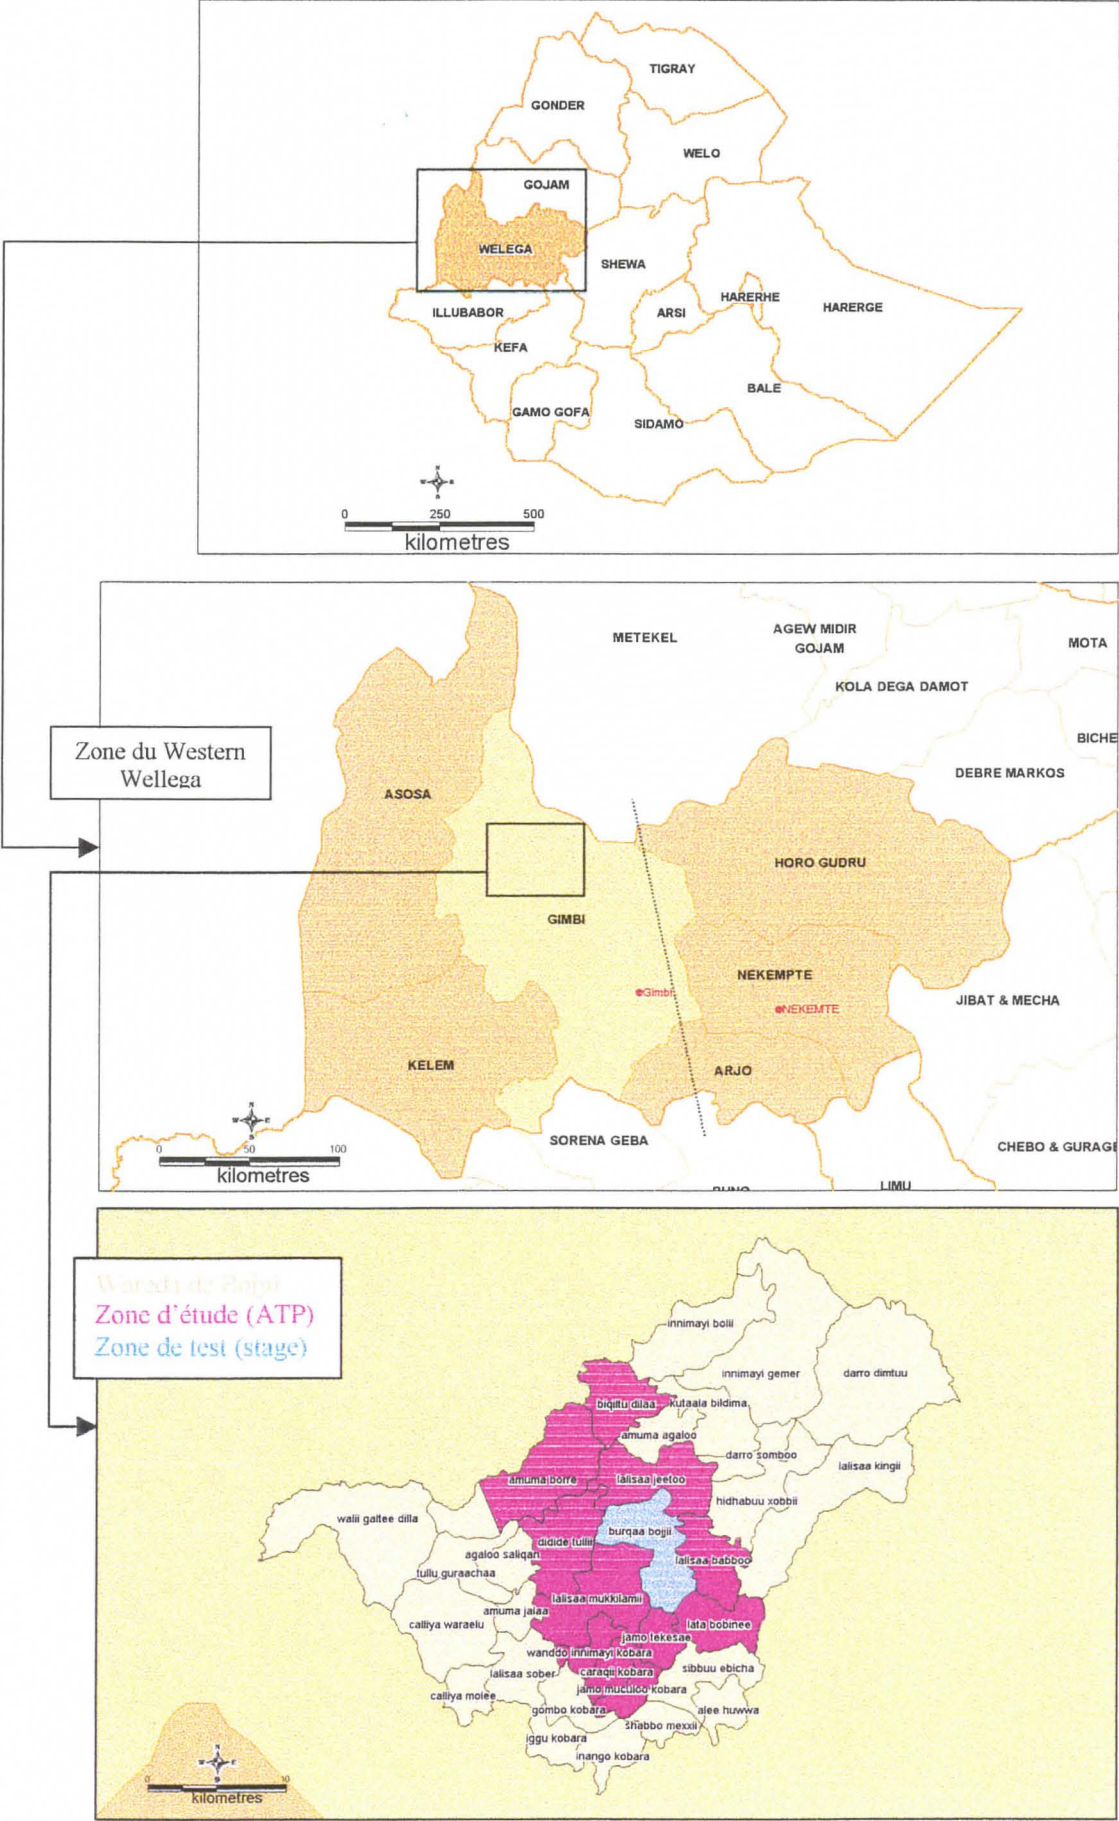 TIGRAY
GONDER
WELO
GOJAM
WELEGA
SHEWA
HARERHE
HARERGE
ILLUBABOR
ARSI
KEFA
BALE
GAMO GOFA
SIDAMO
N
W E
S
0 250 500
kilometres
METEKEL
AGEW MIDIR
GOJAM
MOTA
KOLA DEGA DAMOT
BICHE
Zone du Western
Wellega
DEBRE MARKOS
ASOSA
HORO GUDRU
GIMBI
NEKEMPTE
Gimbi
NEKEMTE
JIBAT & MECHA
KELEM
ARJO
N
W E
S
SORENA GEBA
CHEBO & GURAGE
0 50 100
kilometres
LIMU
Zone d'étude (ATP)
Zone de test (stage)
innimayi bolii
innimayi gemer
darro dimtuu
biqiltu dilaa
kutaala bildima
amuma agaloo
darro somboo
lalisaa kingii
amuma borre
lalisaa jeetoo
hidhabuu xobbii
walii galtee dilla
burqaa bojjii
didide tullii
agaloo saliqan
lalisaa babboo
tullu guraachaa
lalisaa mukkilamii
amuma jalaa
calliya waraelu
lata bobinee
jamo tekesae
wanddo innimayi kobara
lalisaa sober
caraqii kobara
sibbuu ebicha
jamo muculoo kobara
calliya molee
gombo kobara
alee huwwa
shabbo mexxii
iggu kobara
inango kobara
N
W E
S
0 10
kilometres